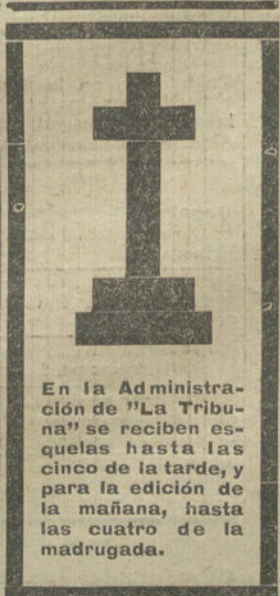 En la Administra-
ción de "La Tribu-
na" se reciben es-
quelas hasta las
cinco de la tarde, y
para la edición de
la mañana, hasta
las cuatro de la
madrugada.